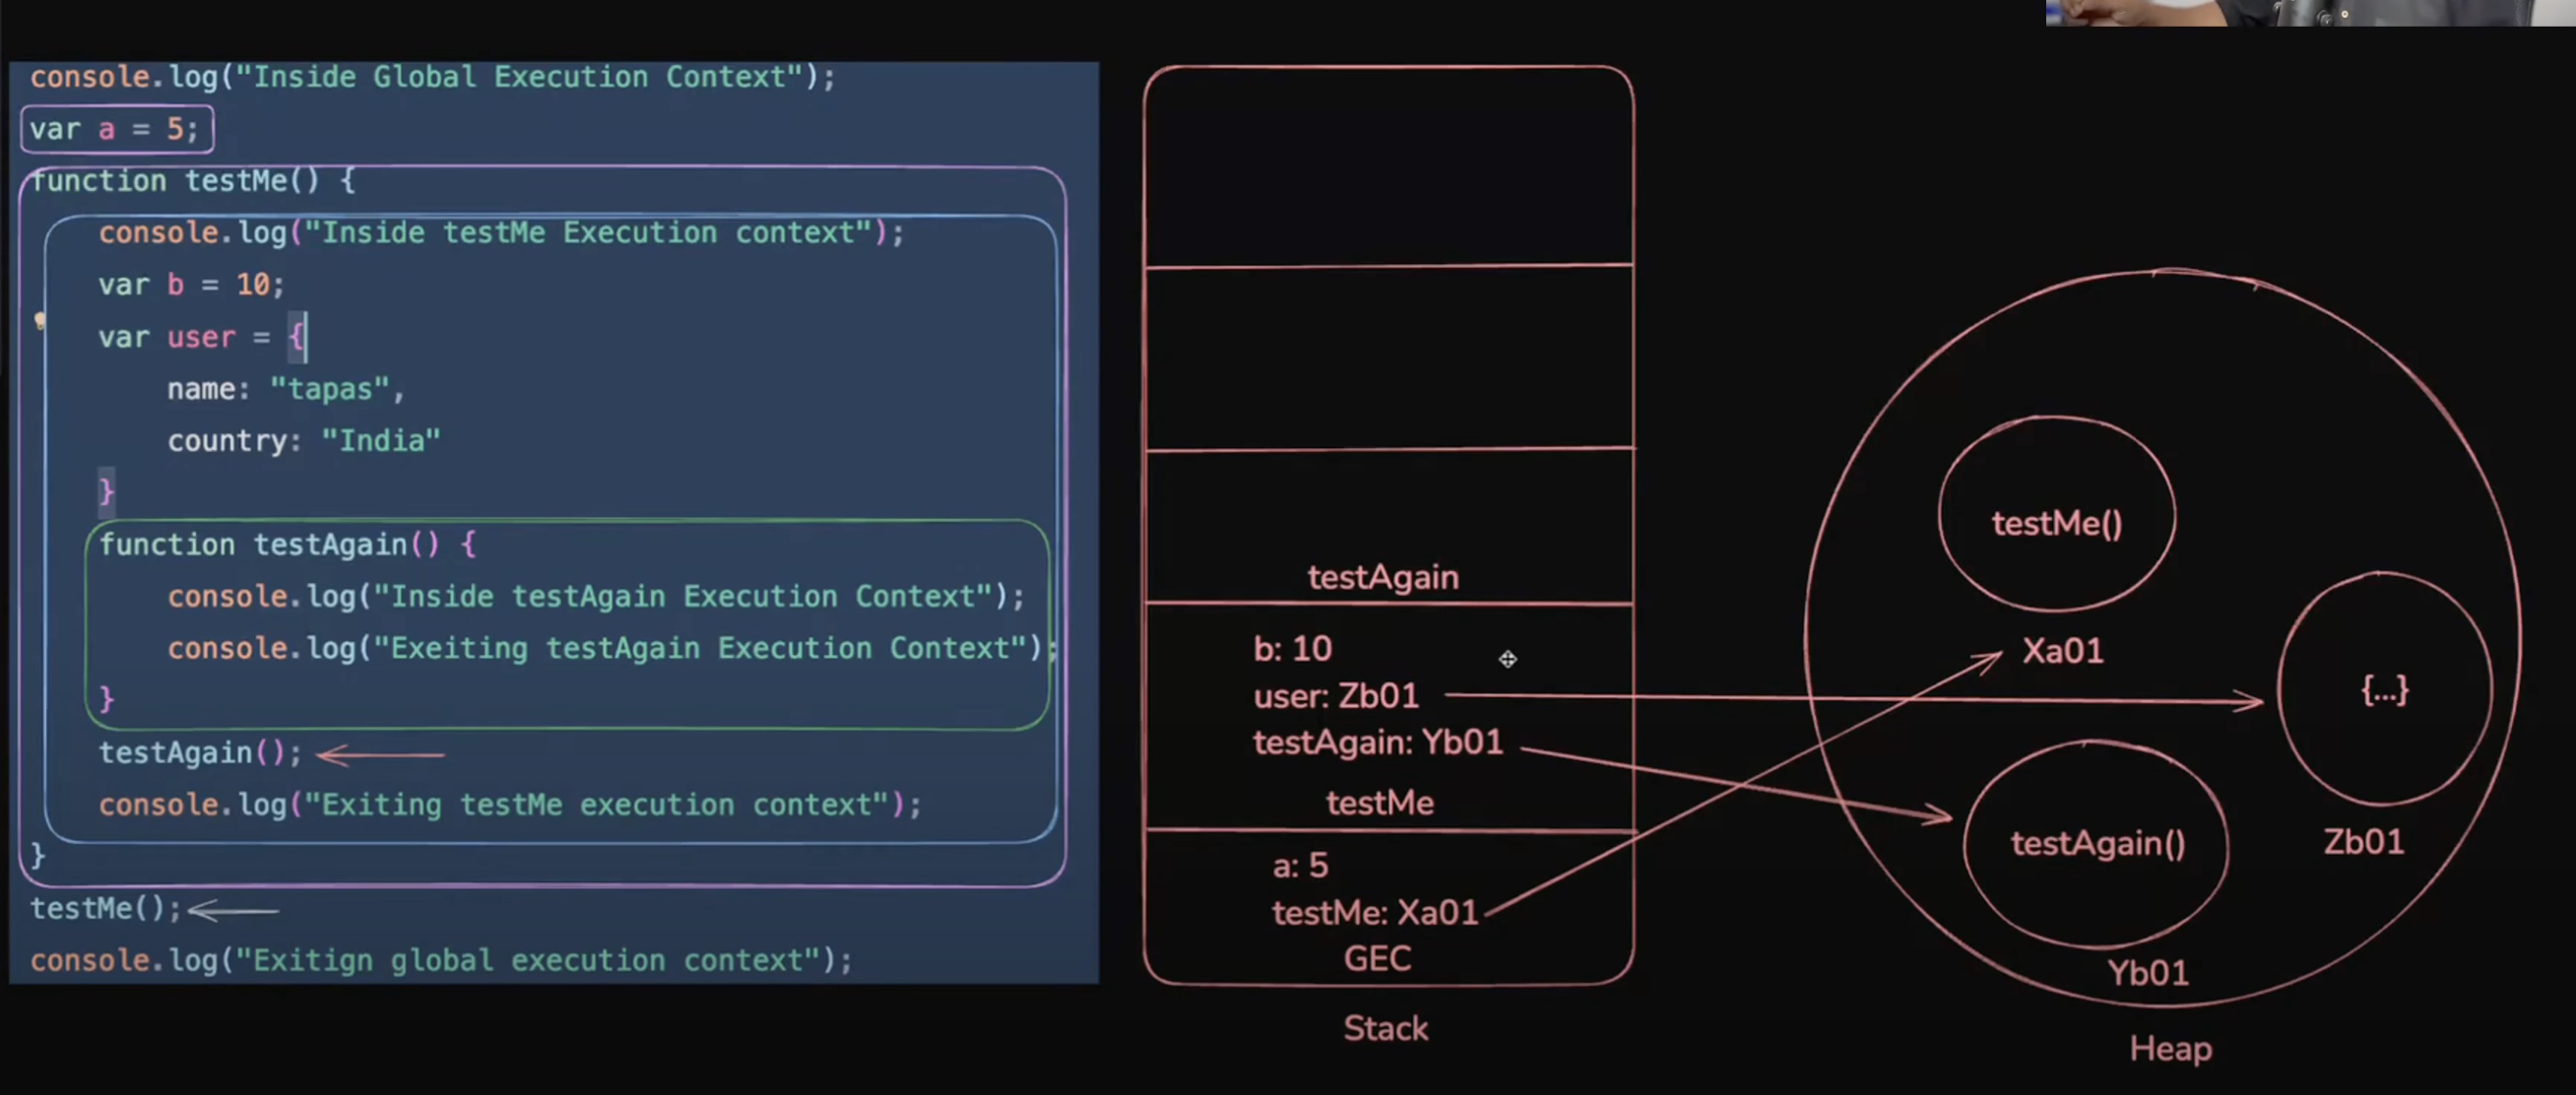 console.log("Inside Global Execution Context");
var a = 5;
function testMe() {
console.log("Inside testMe Execution context");
var b = 10;
var user = {
name: "tapas",
country: "India"
}
function testAgain() {
console.log("Inside testAgain Execution Context");
console.log("Exeiting testAgain Execution Context");
}
testAgain();
console.log("Exiting testMe execution context");
}
testMe();
console.log("Exitign global execution context");
testAgain
b: 10
user: Zb01
testAgain: Yb01
testMe
a: 5
testMe: Xa01
GEC
Stack
testMe()
Xa01
{...}
Zb01
testAgain()
Yb01
Heap